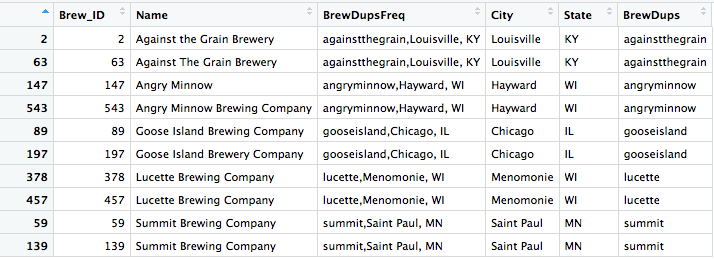 Brew_ID Name BrewDupsFreq City State BrewDups
2 2 Against the Grain Brewery againstthegrain,Louisville, KY Louisville KY againstthegrain
63 63 Against The Grain Brewery againstthegrain,Louisville, KY Louisville KY againstthegrain
147 147 Angry Minnow angryminnow,Hayward, WI Hayward WI angryminnow
543 543 Angry Minnow Brewing Company angryminnow,Hayward, WI Hayward WI angryminnow
89 89 Goose Island Brewing Company gooseisland,Chicago, IL Chicago IL gooseisland
197 197 Goose Island Brewery Company gooseisland,Chicago, IL Chicago IL gooseisland
378 378 Lucette Brewing Company lucette,Menomonie, WI Menomonie WI lucette
457 457 Lucette Brewing Company lucette,Menomonie, WI Menomonie WI lucette
59 59 Summit Brewing Company summit,Saint Paul, MN Saint Paul MN summit
139 139 Summit Brewing Company summit,Saint Paul, MN Saint Paul MN summit